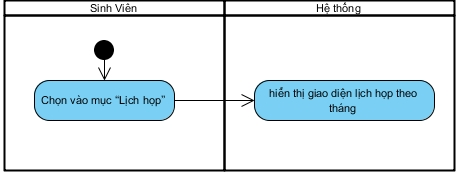 Sinh Viên
Hệ thống
Chọn vào mục “Lịch họp”
hiển thị giao diện lịch họp theo
tháng